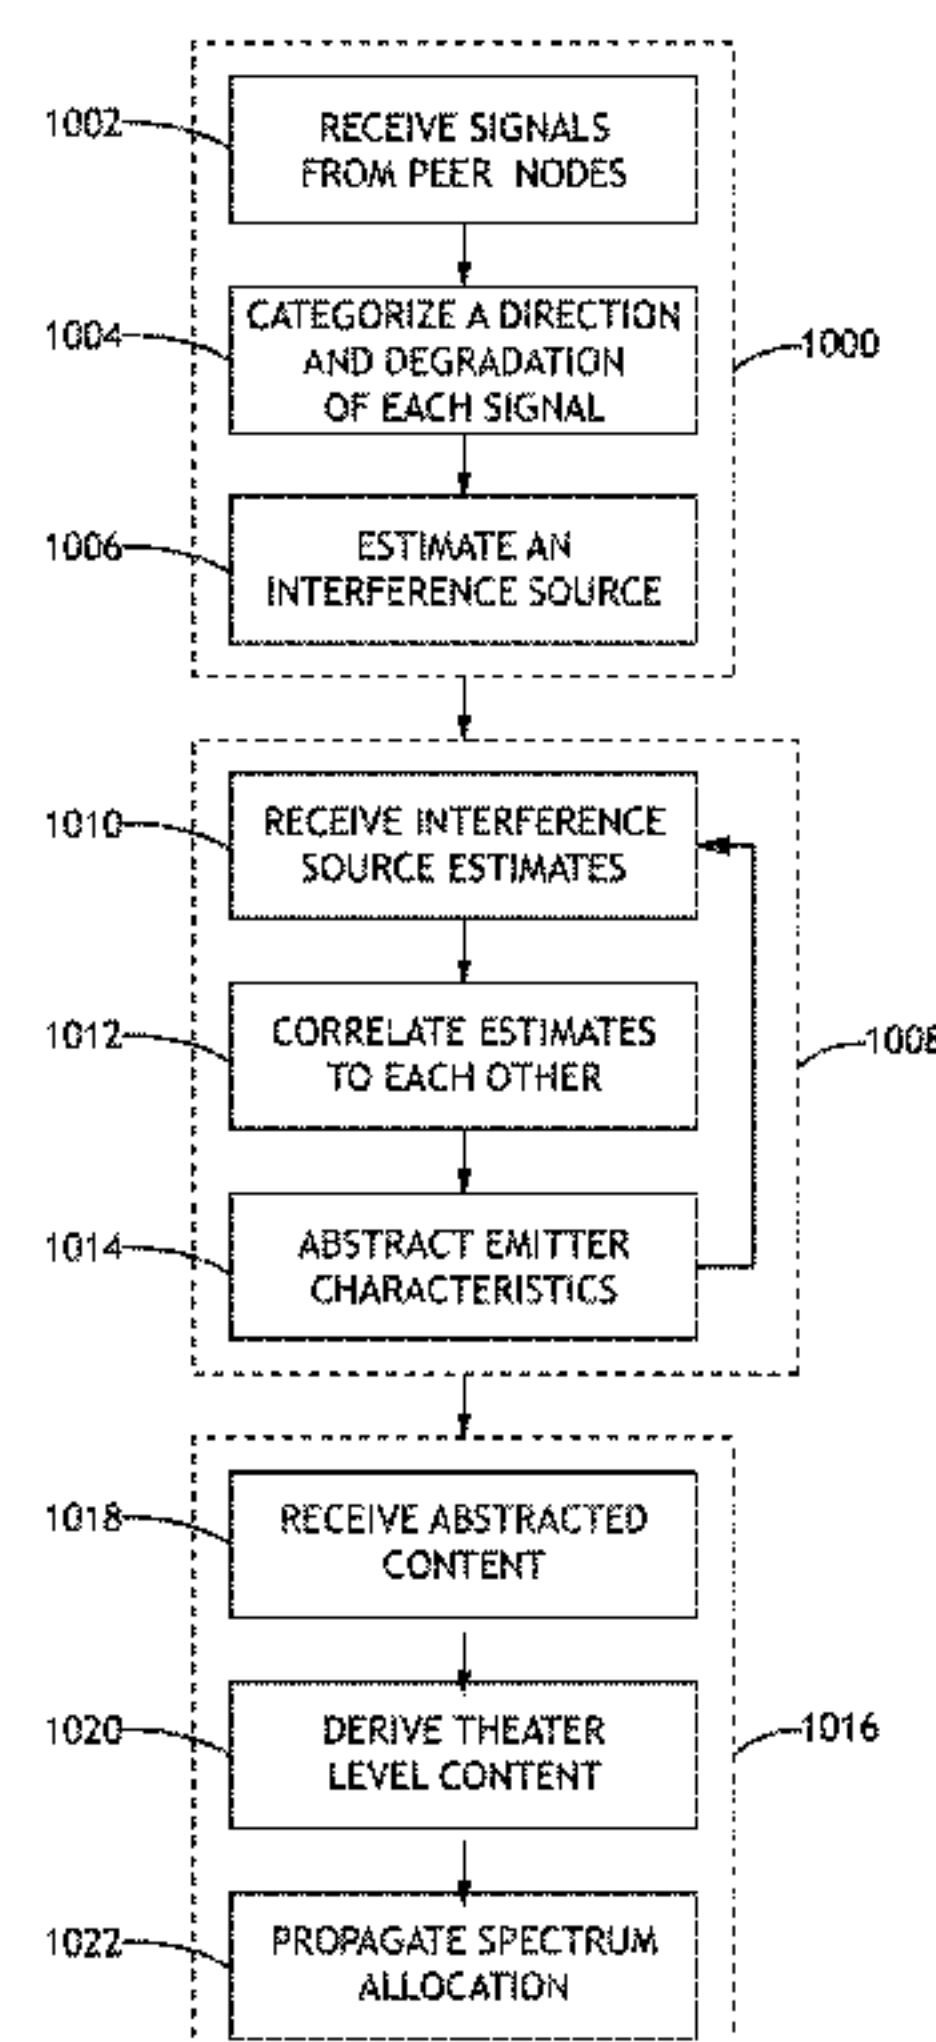 1002
RECEIVE SIGNALS
FROM PEER NODES
1004
CATEGORIZE A DIRECTION
AND DEGRADATION
OF EACH SIGNAL
1000
1006
ESTIMATE AN
INTERFERENCE SOURCE
1010
RECEIVE INTERFERENCE
SOURCE ESTIMATES
1012
CORRELATE ESTIMATES
TO EACH OTHER
1008
1014
ABSTRACT EMITTER
CHARACTERISTICS
1018
RECEIVE ABSTRACTED
CONTENT
1020
DERIVE THEATER
LEVEL CONTENT
1016
1022
PROPAGATE SPECTRUM
ALLOCATION